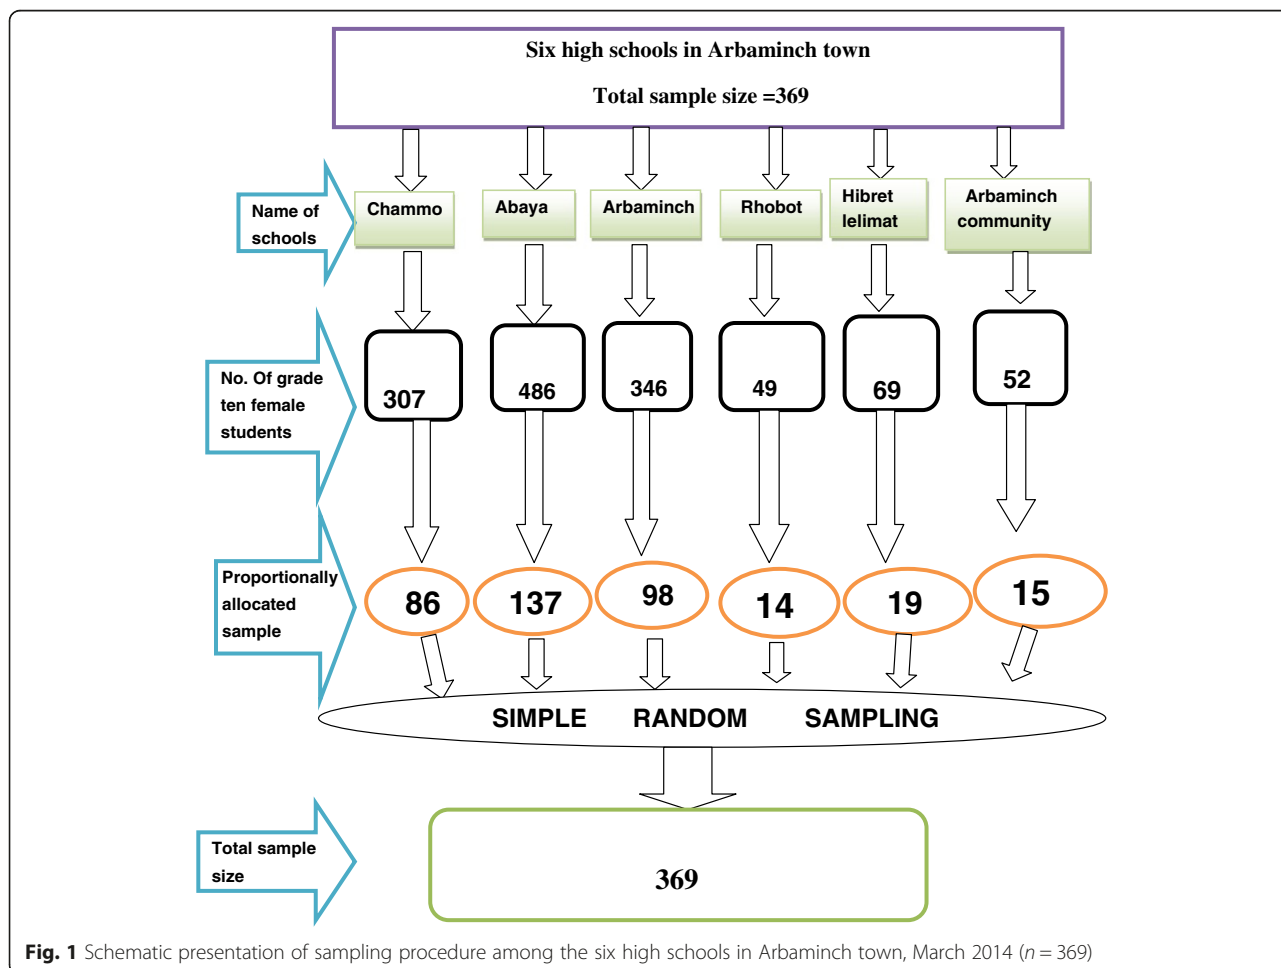 Six high schools in Arbaminch town
Total sample size =369
Name of
schools
Chammo
Abaya
Arbaminch
Rhobot
Hibret
lelimat
Arbaminch
community
No. Of grade
ten female
students
307
486
346
49
69
52
Proportionally
allocated
sample
86
137
98
14
19
15
SIMPLE RANDOM SAMPLING
Total sample
size
369
Fig. 1 Schematic presentation of sampling procedure among the six high schools in Arbaminch town, March 2014 (n = 369)